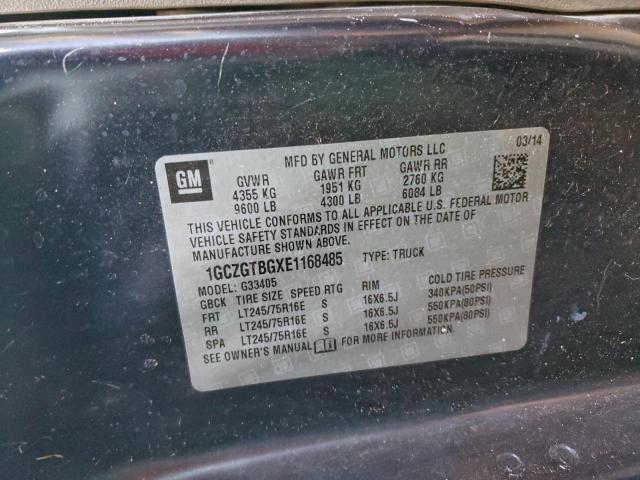 MFD BY GENERAL MOTORS LLC 03/14
GM
GVWR GAWR FRT GAWR RR
4355 KG 1951 KG 2760 KG
9600 LB 4300 LB 6084 LB
THIS VEHICLE CONFORMS TO ALL APPLICABLE U.S. FEDERAL MOTOR
VEHICLE SAFETY STANDARDS IN EFFECT ON THE DATE OF
MANUFACTURE SHOWN ABOVE.
1GCZGTBGXE1168485 TYPE: TRUCK
MODEL: G33405
GBCK TIRE SIZE SPEED RTG RIM COLD TIRE PRESSURE
FRT LT245/75R16E S 16X6.5J 340KPA(50PSI)
RR LT245/75R16E S 16X6.5J 550KPA(80PSI)
SPA LT245/75R16E S 16X6.5J 550KPA(80PSI)
SEE OWNER'S MANUAL FOR MORE INFORMATION.